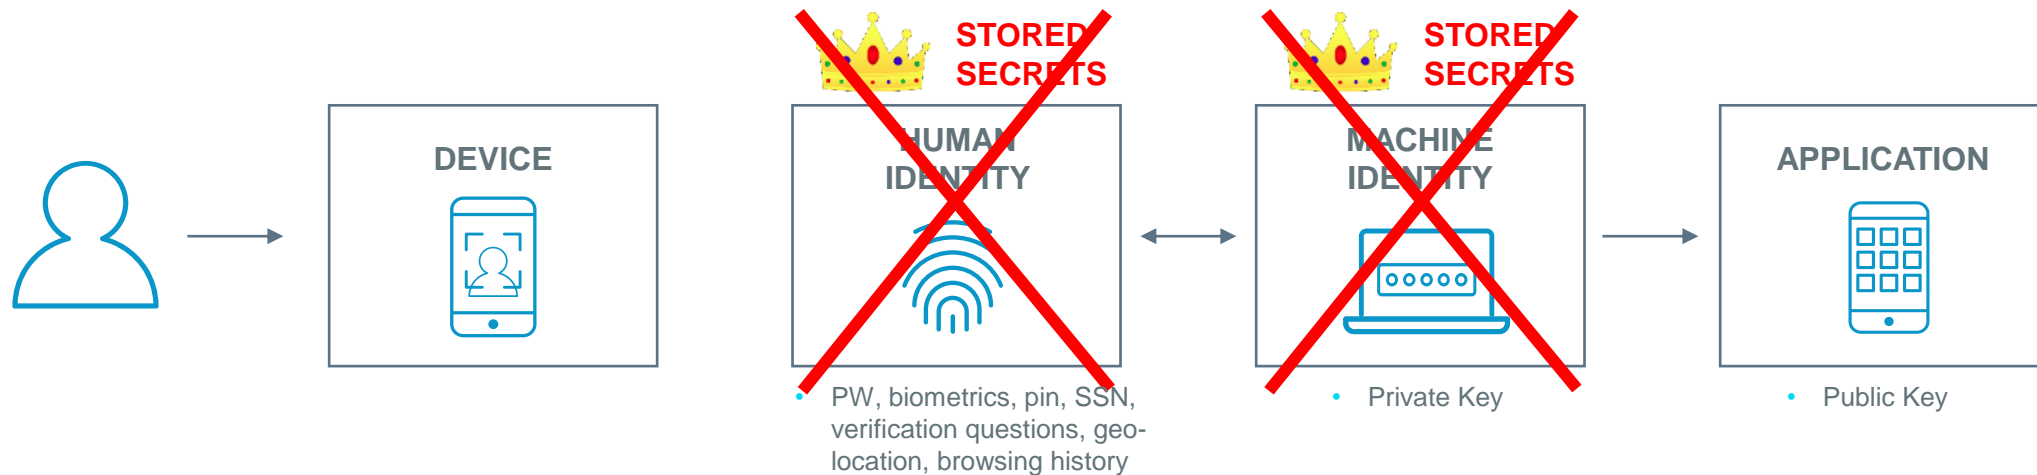 STORED
SECRETS
STORED
SECRETS
DEVICE
HUMAN
IDENTITY
MACHINE
IDENTITY
APPLICATION
• PW, biometrics, pin, SSN,
verification questions, geo-
location, browsing history
• Private Key
• Public Key